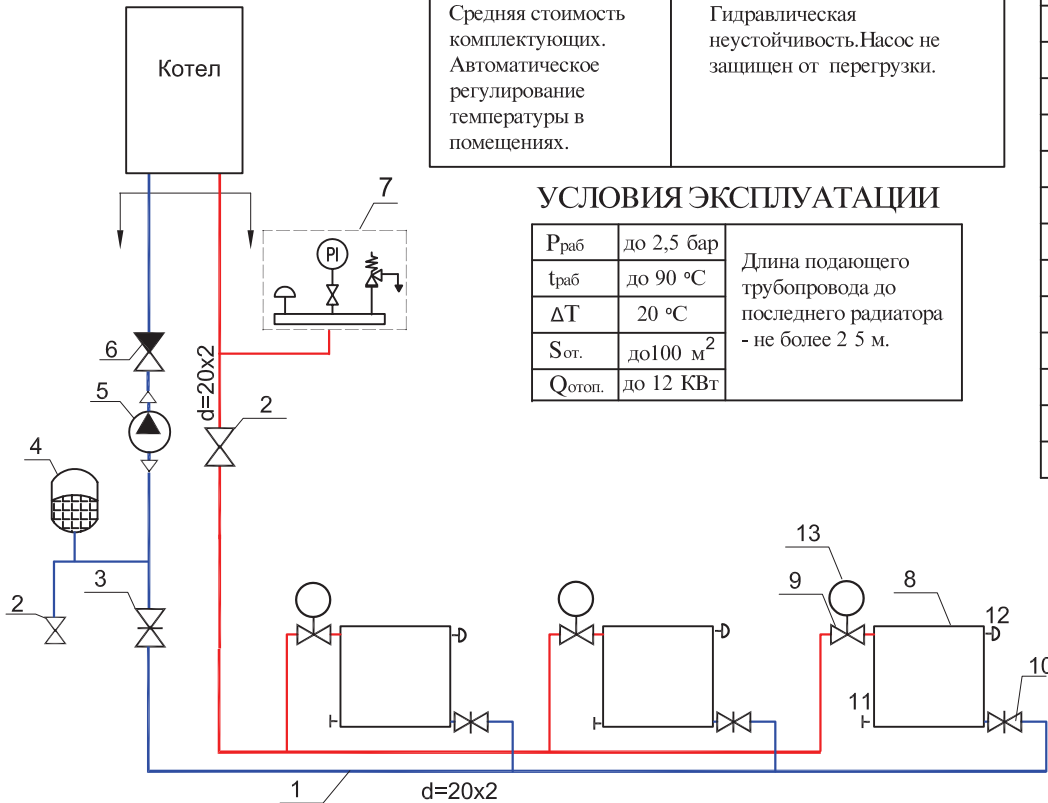 Средняя стоимость
комплектующих.
Автоматическое
регулирование
температуры в
помещениях.
Гидравлическая
неустойчивость.Насос не
защищен от перегрузки.
Котел
7
PI
УСЛОВИЯ ЭКСПЛУАТАЦИИ
Pраб до 2,5 бар
tраб до 90 °C
ΔT 20 °C
Sот. до100 м²
Qотоп. до 12 КВт
Длина подающего
трубопровода до
последнего радиатора
- не более 2 5 м.
6
d=20x2
5
2
4
3
2
13
9
8
12
10
11
1
d=20x2